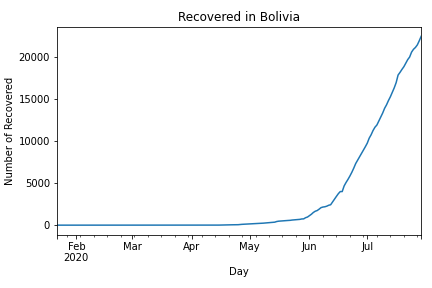 Recovered in Bolivia
Number of Recovered
20000
15000
10000
5000
0
Feb Mar Apr May Jun Jul
2020
Day